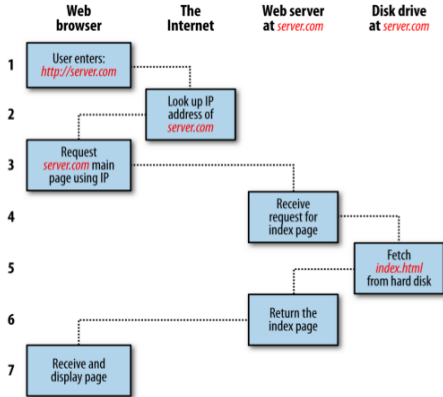 Web browser
The Internet
Web server at server.com
Disk drive at server.com
1
User enters:
http://server.com
2
Look up IP
address of
server.com
3
Request
server.com main
page using IP
4
Receive
request for
index page
5
Fetch
index.html
from hard disk
6
Return the
index page
7
Receive and
display page